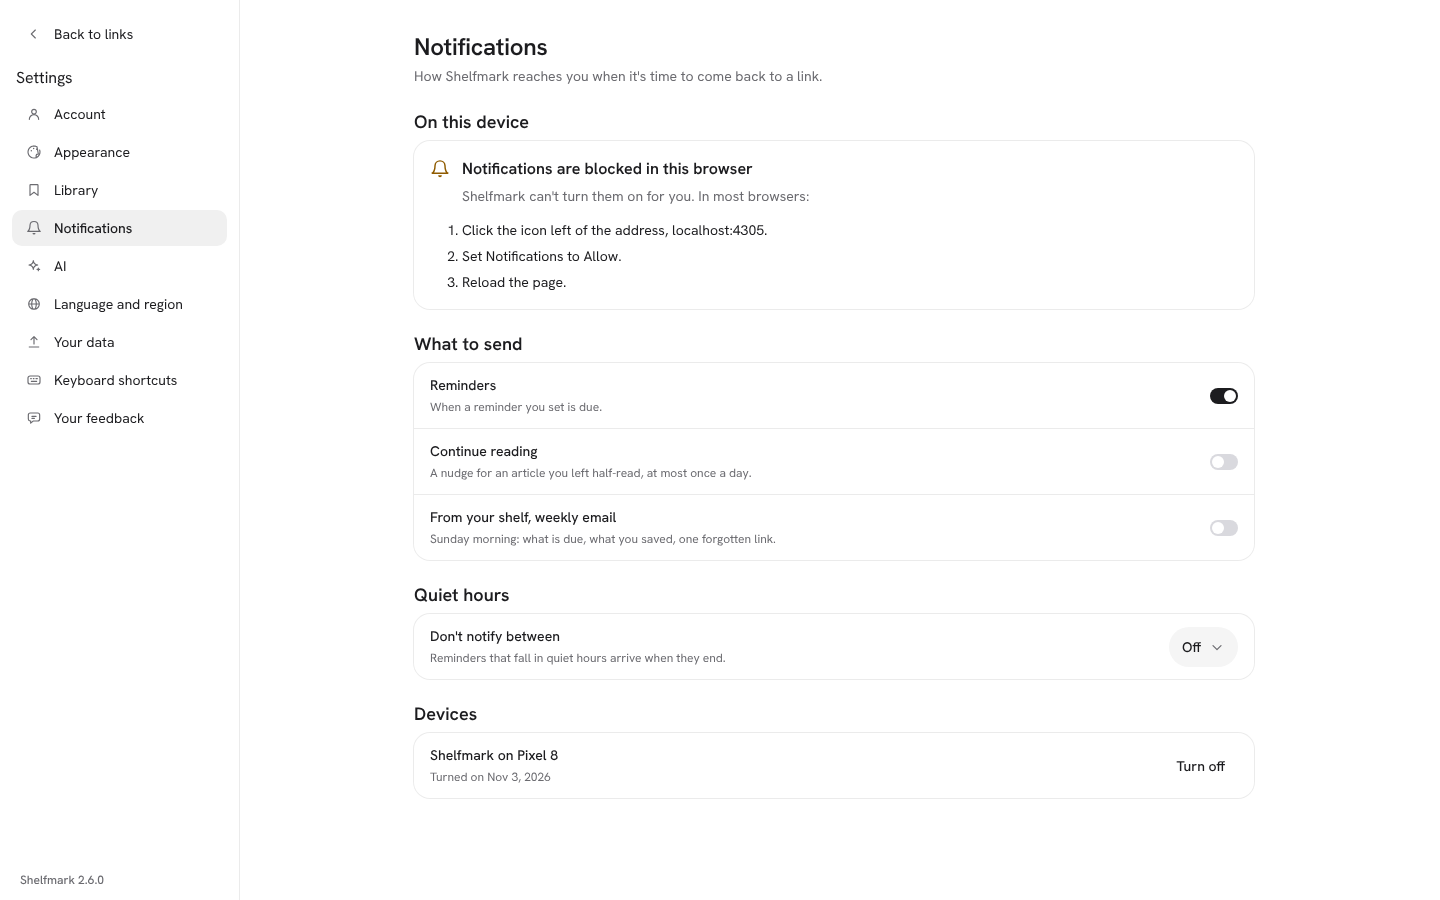 Back to links
Settings
Account
Appearance
Library
Notifications
AI
Language and region
Your data
Keyboard shortcuts
Your feedback
Shelfmark 2.6.0
Notifications
How Shelfmark reaches you when it's time to come back to a link.
On this device
Notifications are blocked in this browser
Shelfmark can't turn them on for you. In most browsers:
1. Click the icon left of the address, localhost:4305.
2. Set Notifications to Allow.
3. Reload the page.
What to send
Reminders
When a reminder you set is due.
Continue reading
A nudge for an article you left half-read, at most once a day.
From your shelf, weekly email
Sunday morning: what is due, what you saved, one forgotten link.
Quiet hours
Don't notify between
Reminders that fall in quiet hours arrive when they end.
Off
Devices
Shelfmark on Pixel 8
Turned on Nov 3, 2026
Turn off